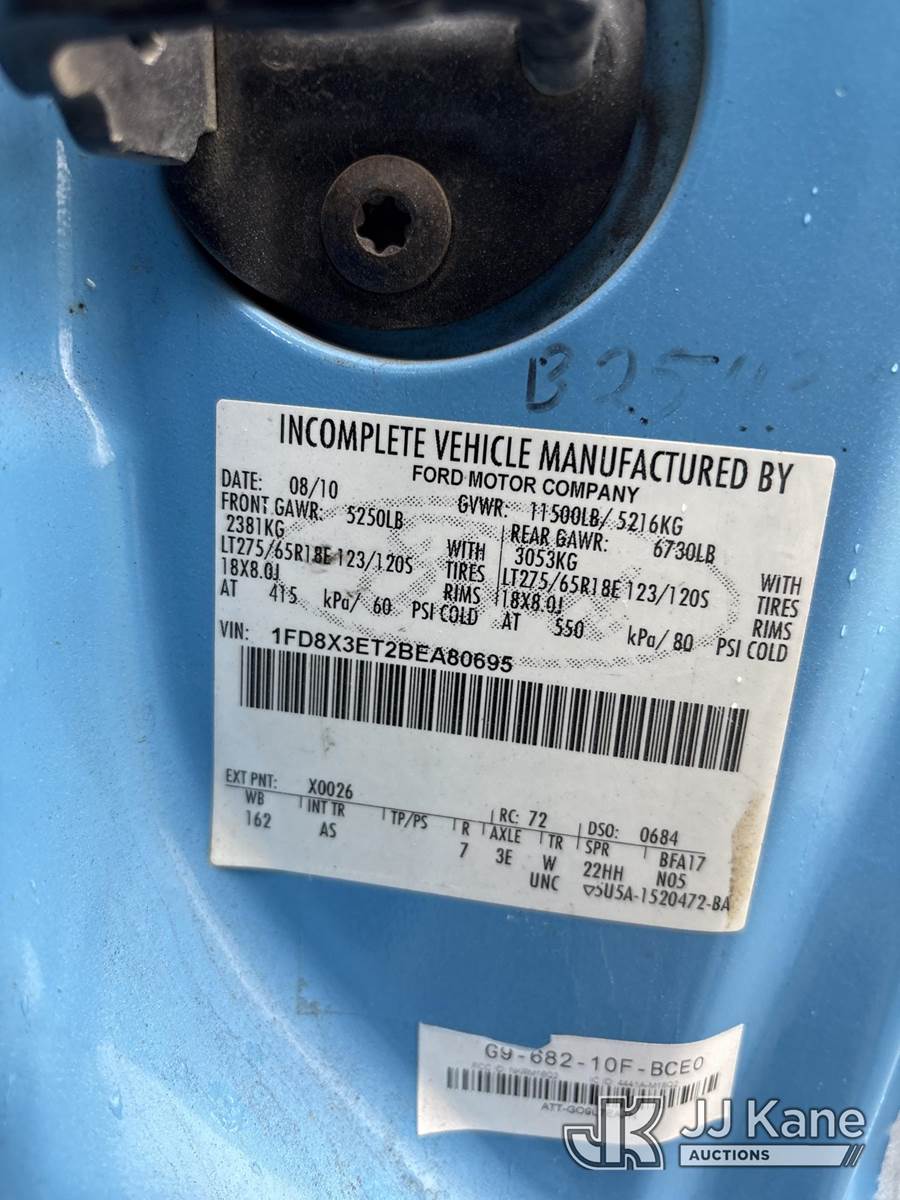 INCOMPLETE VEHICLE MANUFACTURED BY
FORD MOTOR COMPANY
DATE: 08/10 GVWR: 11500LB/ 5216KG
FRONT GAWR: 5250LB REAR GAWR: 6730LB
2381KG WITH 3053KG WITH
LT275/65R18E 123/120S TIRES LT275/65R18E 123/120S TIRES
18X8.0J RIMS 18X8.0J RIMS
AT 415 kPa/ 60 PSI COLD AT 550 kPa/ 80 PSI COLD
VIN: 1FD8X3ET2BEA80695
EXT PNT: X0026 RC: 72 DSO: 0684
WB INT TR TP/PS R AXLE TR SPR BFA17
162 AS 7 3E W 22HH N05
UNC ▽5U5A-1520472-BA
G9-682-10F-BCE0
JK JJ Kane
AUCTIONS